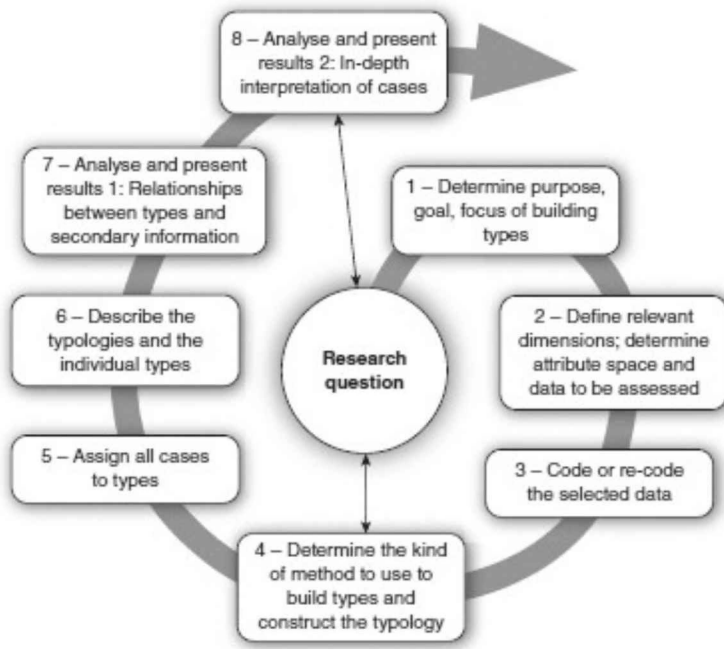 8 – Analyse and present
results 2: In-depth
interpretation of cases
7 – Analyse and present
results 1: Relationships
between types and
secondary information
1 – Determine purpose,
goal, focus of building
types
6 – Describe the
typologies and the
individual types
Research
question
2 – Define relevant
dimensions; determine
attribute space and
data to be assessed
5 – Assign all cases
to types
3 – Code or re-code
the selected data
4 – Determine the kind
of method to use to
build types and
construct the typology